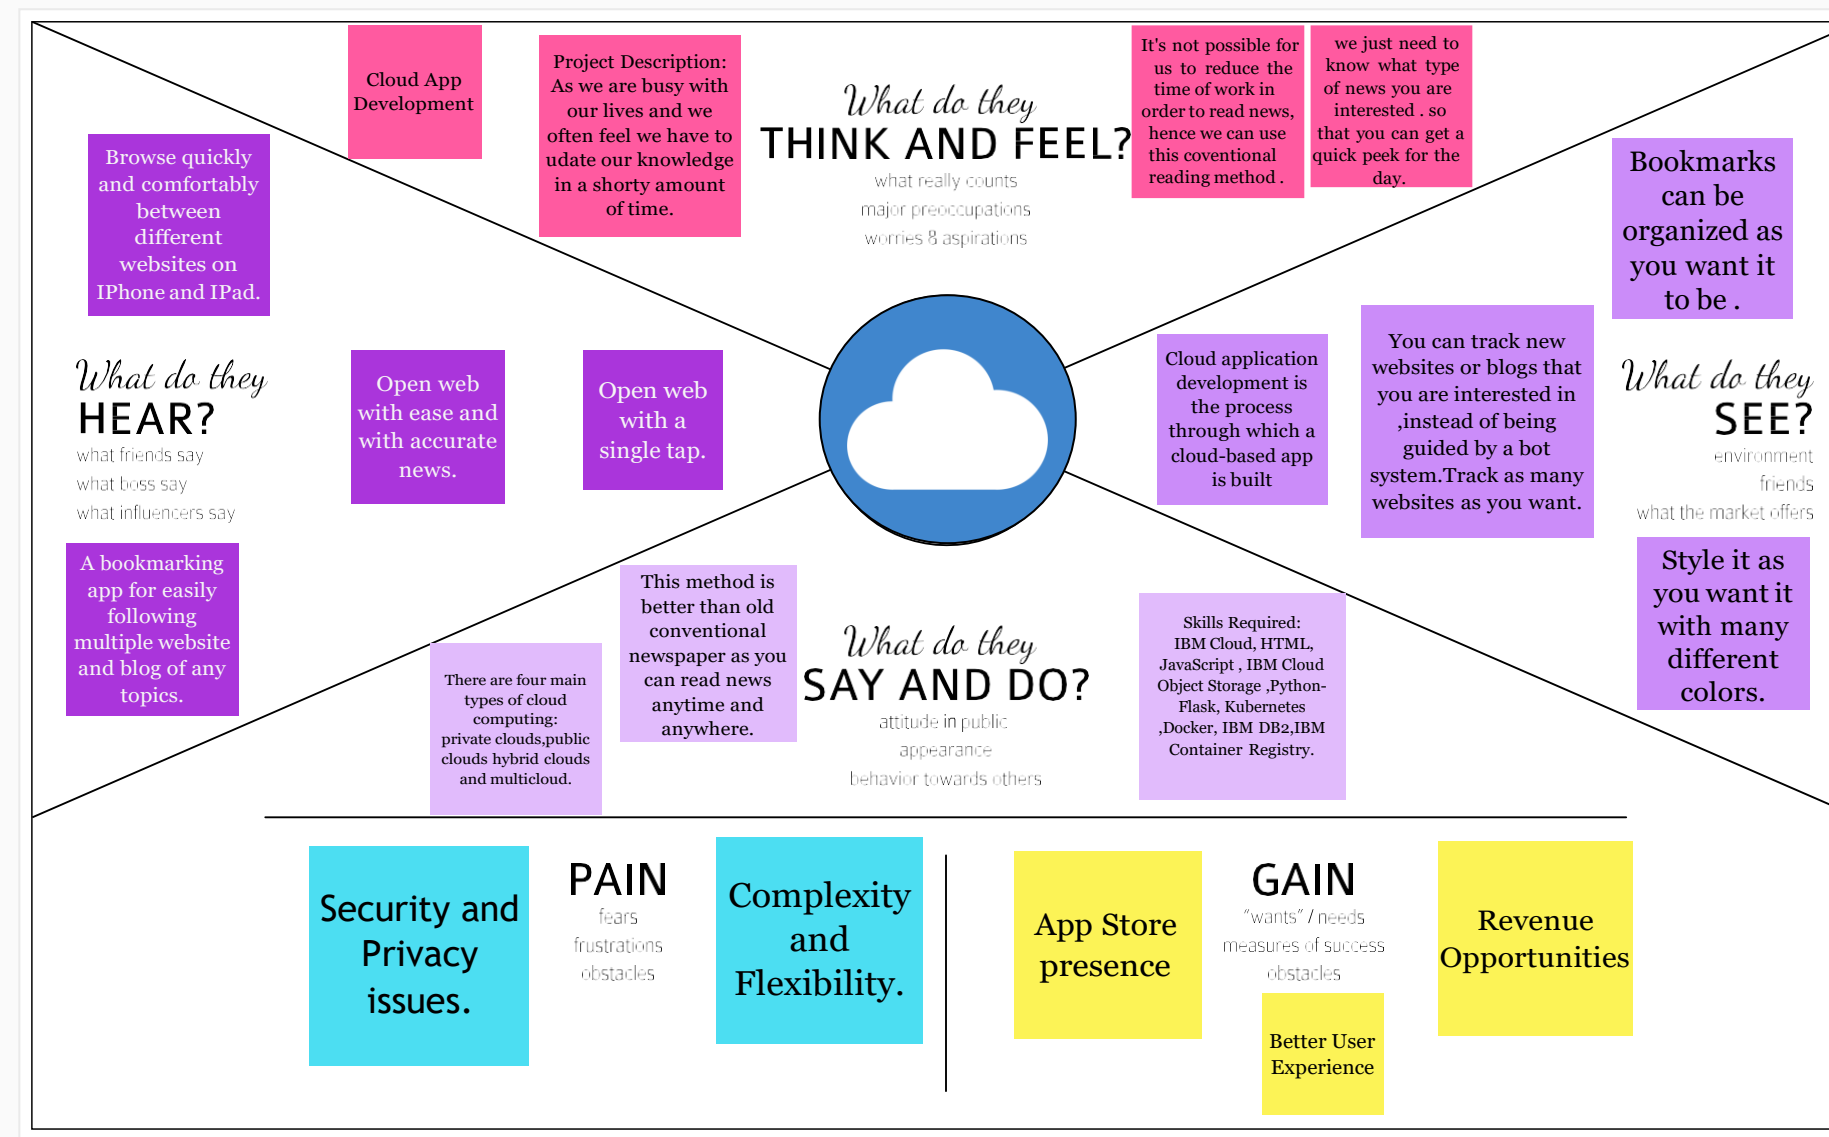 Cloud App
Development
Project Description:
As we are busy with
our lives and we
often feel we have to
udate our knowledge
in a shorty amount
of time.
What do they
THINK AND FEEL?
what really counts
major preoccupations
worries & aspirations
It's not possible for
us to reduce the
time of work in
order to read news,
hence we can use
this coventional
reading method .
we just need to
know what type
of news you are
interested . so
that you can get a
quick peek for the
day.
Browse quickly
and comfortably
between
different
websites on
IPhone and IPad.
What do they
HEAR?
what friends say
what boss say
what influencers say
Open web
with ease and
with accurate
news.
Open web
with a
single tap.
A bookmarking
app for easily
following
multiple website
and blog of any
topics.
Cloud application
development is
the process
through which a
cloud-based app
is built
You can track new
websites or blogs that
you are interested in
,instead of being
guided by a bot
system.Track as many
websites as you want.
Bookmarks
can be
organized as
you want it
to be .
What do they
SEE?
environment
friends
what the market offers
Style it as
you want it
with many
different
colors.
There are four main
types of cloud
computing:
private clouds,public
clouds hybrid clouds
and multicloud.
This method is
better than old
conventional
newspaper as you
can read news
anytime and
anywhere.
What do they
SAY AND DO?
attitude in public
appearance
behavior towards others
Skills Required:
IBM Cloud, HTML,
JavaScript , IBM Cloud
Object Storage ,Python-
Flask, Kubernetes
,Docker, IBM DB2,IBM
Container Registry.
Security and
Privacy
issues.
PAIN
fears
frustrations
obstacles
Complexity
and
Flexibility.
App Store
presence
GAIN
"wants" / needs
measures of success
obstacles
Better User
Experience
Revenue
Opportunities